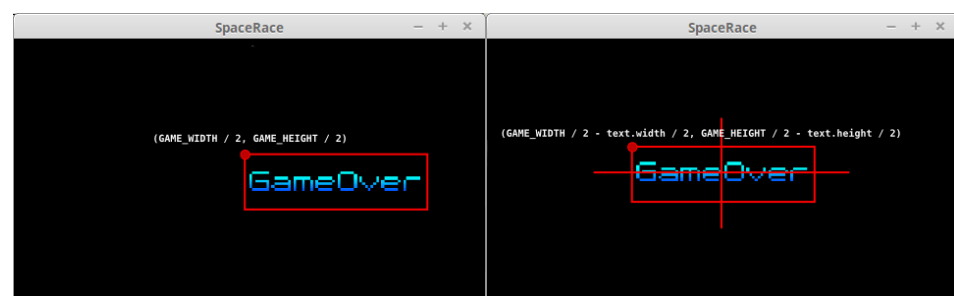 SpaceRace
(GAME_WIDTH / 2, GAME_HEIGHT / 2)
GameOver
SpaceRace
(GAME_WIDTH / 2 - text.width / 2, GAME_HEIGHT / 2 - text.height / 2)
GameOver